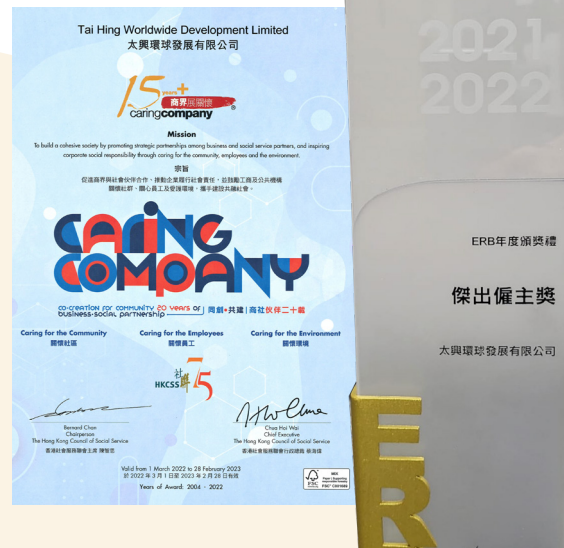 Tai Hing Worldwide Development Limited
太興環球發展有限公司
15 years+
商界展關懷
caringcompany®
Mission
To build a cohesive society by promoting strategic partnerships among business and social service partners, and inspiring
corporate social responsibility through caring for the community, employees and the environment.
宗旨
促進商界與社會伙伴合作，推動企業履行社會責任，並鼓勵工商及公共機構
關懷社群、關心員工及愛護環境，攜手建設共融社會。
CARING
COMPANY
co-creation for community 20 years of
business-social partnership
同創•共建|商社伙伴二十載
Caring for the Community
關懷社區
Caring for the Employees
關懷員工
Caring for the Environment
關懷環境
HKCSS 社聯 75
Bernard Chan
Chairperson
The Hong Kong Council of Social Service
香港社會服務聯會主席 陳智思
Chua Hoi Wai
Chief Executive
The Hong Kong Council of Social Service
香港社會服務聯會行政總裁 蔡海偉
Valid from 1 March 2022 to 28 February 2023
於 2022 年 3 月 1 日至 2023 年 2 月 28 日有效
Years of Award: 2004 - 2022
FSC
MIX
2021
2022
ERB年度頒獎禮
傑出僱主獎
太興環球發展有限公司
ER